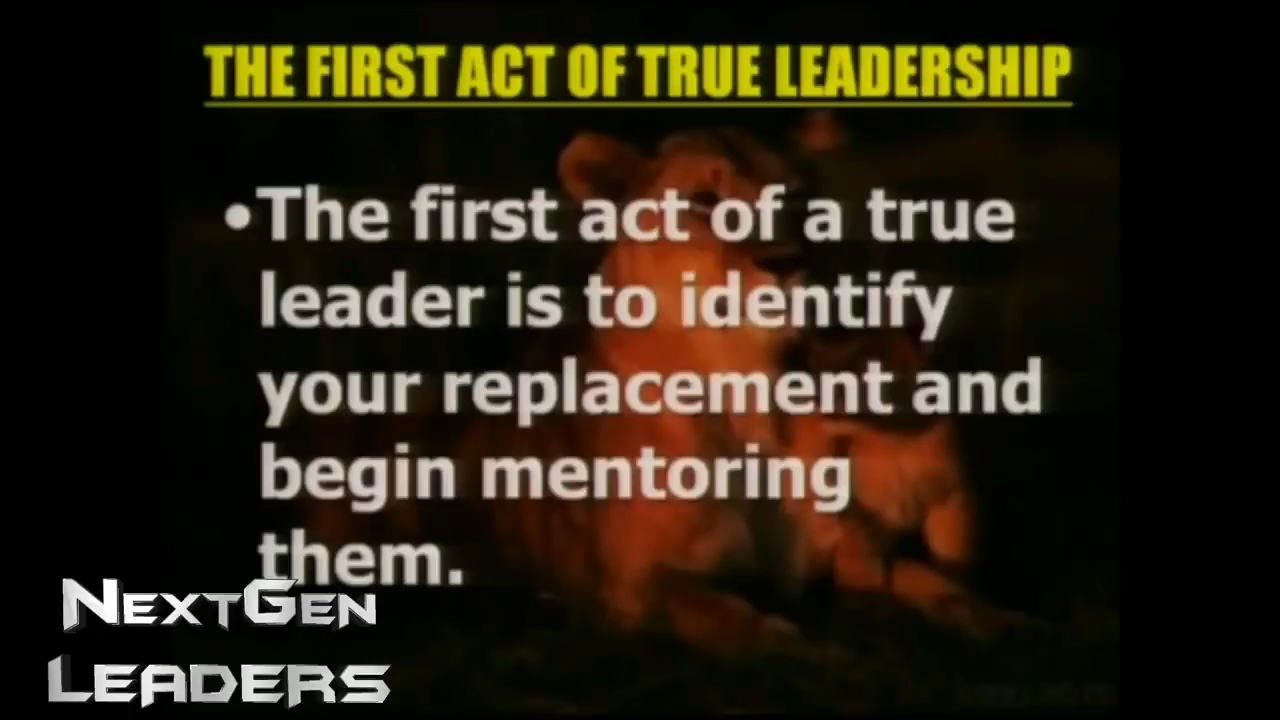 THE FIRST ACT OF TRUE LEADERSHIP
•The first act of a true
leader is to identify
your replacement and
begin mentoring
them.
NEXTGEN
LEADERS